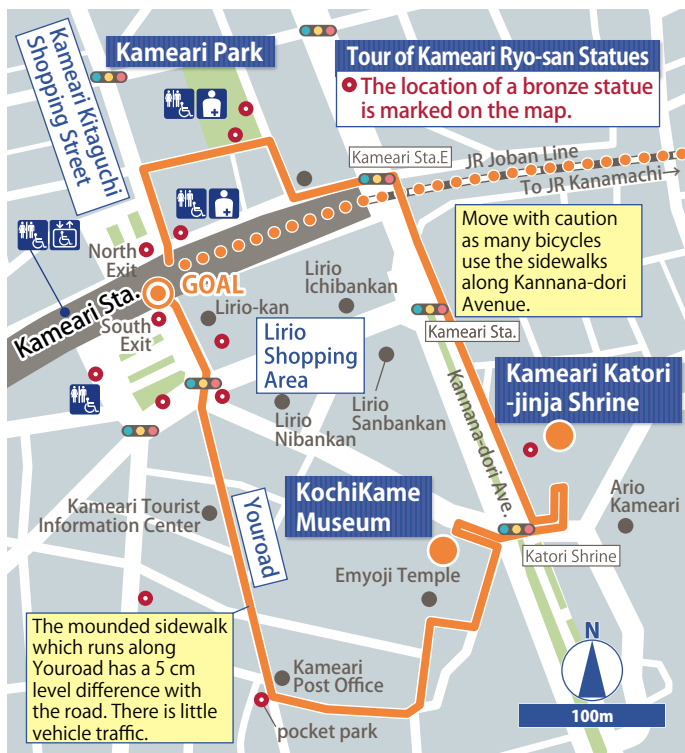 Kameari Kitaguchi
Shopping Street
Kameari Park
Tour of Kameari Ryo-san Statues
The location of a bronze statue
is marked on the map.
Kameari Sta.E
JR Joban Line
To JR Kanamachi→
Move with caution
as many bicycles
use the sidewalks
along Kannana-dori
Avenue.
North
Exit
GOAL
Kameari Sta.
South
Exit
Lirio-kan
Lirio
Ichibankan
Kameari Sta.
Lirio
Shopping
Area
Lirio
Nibankan
Lirio
Sanbankan
Kannana-dori Ave.
Kameari Katori
-jinja Shrine
Ario
Kameari
Katori Shrine
KochiKame
Museum
Emyoji Temple
Kameari Tourist
Information Center
Youroad
The mounded sidewalk
which runs along
Youroad has a 5 cm
level difference with
the road. There is little
vehicle traffic.
Kameari
Post Office
pocket park
N
100m